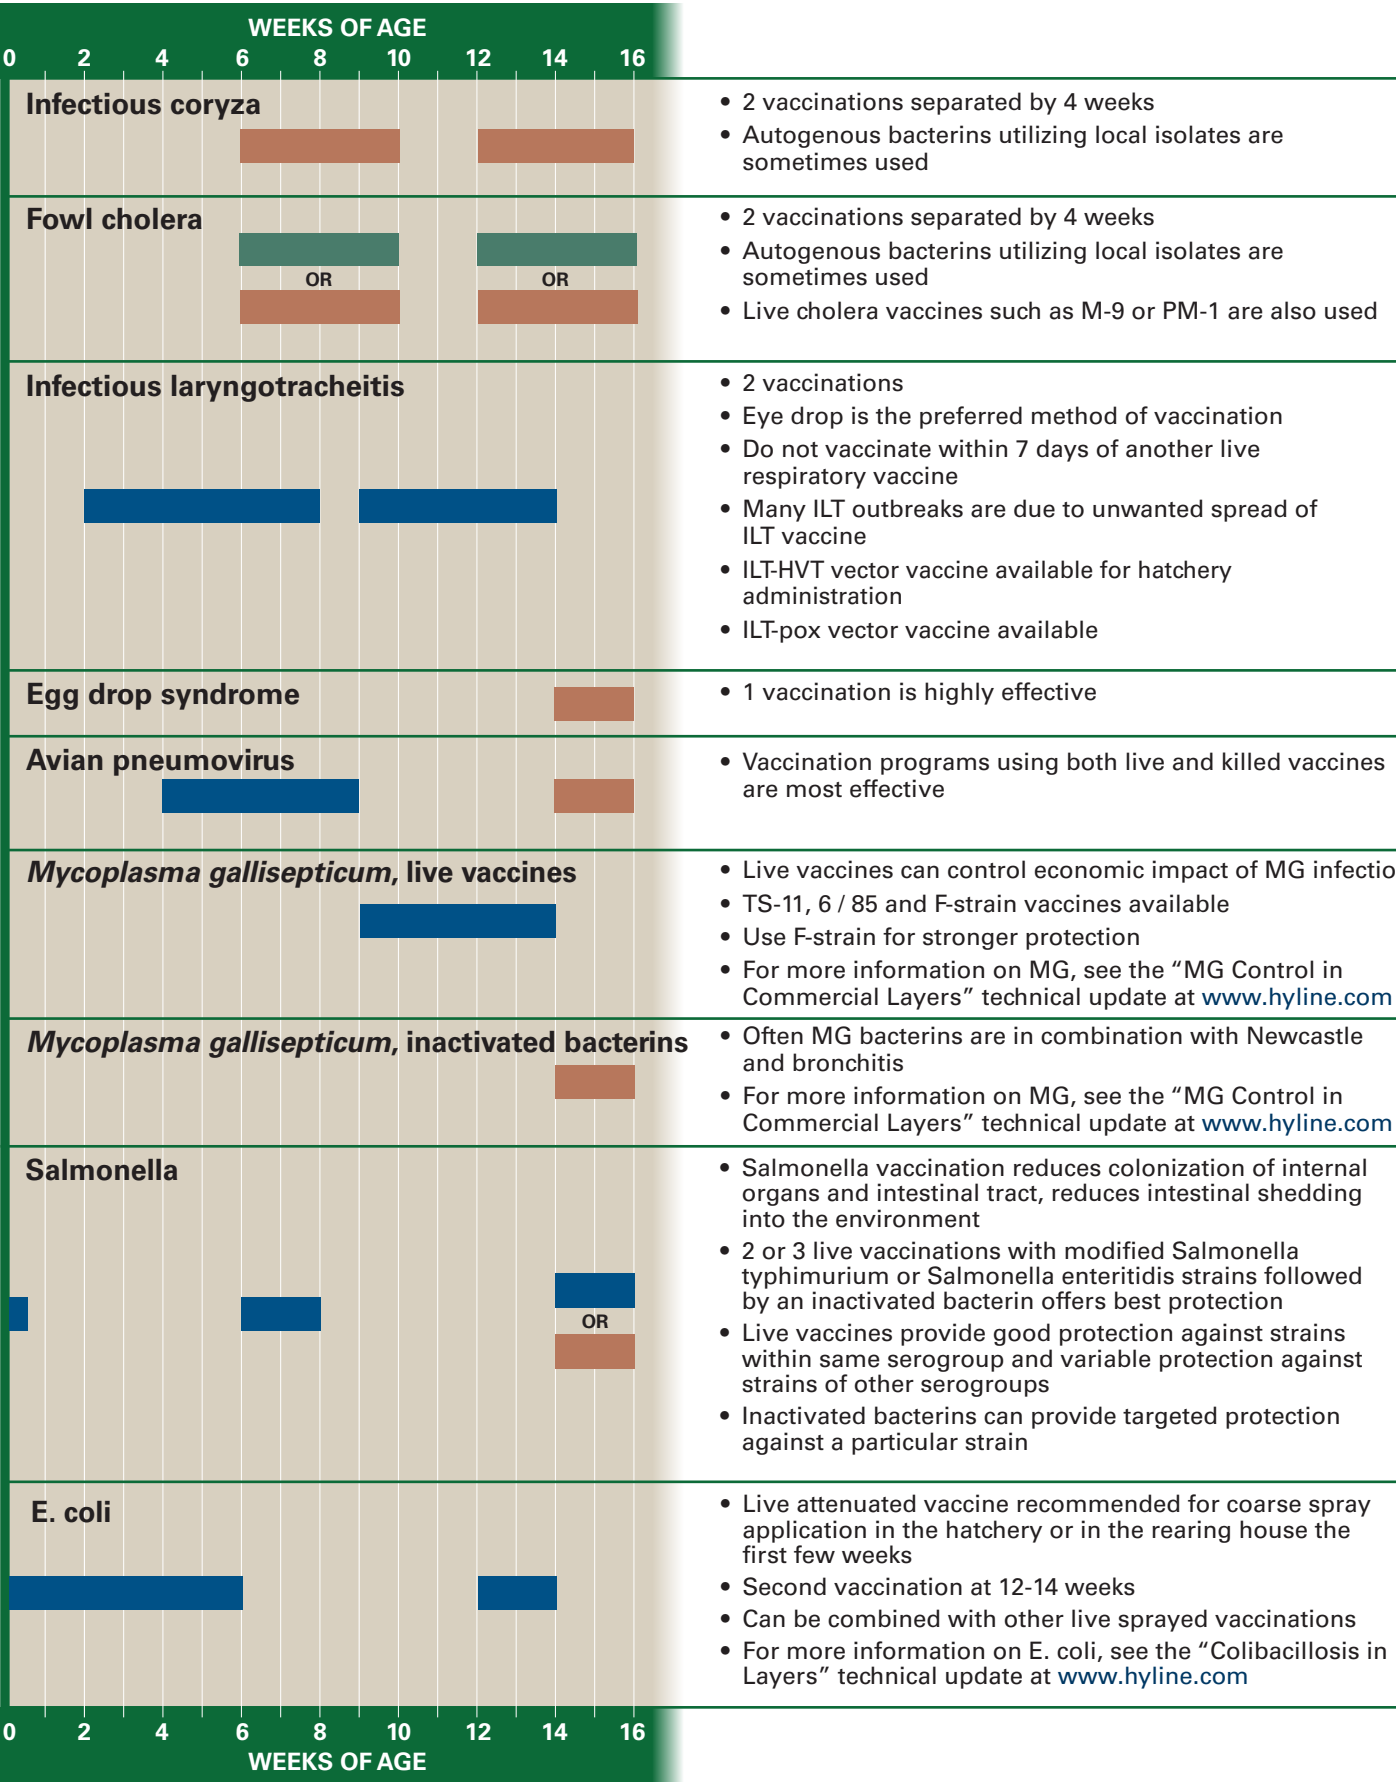 WEEKS OF AGE
0 2 4 6 8 10 12 14 16
Infectious coryza
• 2 vaccinations separated by 4 weeks
• Autogenous bacterins utilizing local isolates are
sometimes used
Fowl cholera
OR OR
• 2 vaccinations separated by 4 weeks
• Autogenous bacterins utilizing local isolates are
sometimes used
• Live cholera vaccines such as M-9 or PM-1 are also used
Infectious laryngotracheitis
• 2 vaccinations
• Eye drop is the preferred method of vaccination
• Do not vaccinate within 7 days of another live
respiratory vaccine
• Many ILT outbreaks are due to unwanted spread of
ILT vaccine
• ILT-HVT vector vaccine available for hatchery
administration
• ILT-pox vector vaccine available
Egg drop syndrome
• 1 vaccination is highly effective
Avian pneumovirus
• Vaccination programs using both live and killed vaccines
are most effective
Mycoplasma gallisepticum, live vaccines
• Live vaccines can control economic impact of MG infectio
• TS-11, 6 / 85 and F-strain vaccines available
• Use F-strain for stronger protection
• For more information on MG, see the “MG Control in
Commercial Layers” technical update at www.hyline.com
Mycoplasma gallisepticum, inactivated bacterins
• Often MG bacterins are in combination with Newcastle
and bronchitis
• For more information on MG, see the “MG Control in
Commercial Layers” technical update at www.hyline.com
Salmonella
OR
• Salmonella vaccination reduces colonization of internal
organs and intestinal tract, reduces intestinal shedding
into the environment
• 2 or 3 live vaccinations with modified Salmonella
typhimurium or Salmonella enteritidis strains followed
by an inactivated bacterin offers best protection
• Live vaccines provide good protection against strains
within same serogroup and variable protection against
strains of other serogroups
• Inactivated bacterins can provide targeted protection
against a particular strain
E. coli
• Live attenuated vaccine recommended for coarse spray
application in the hatchery or in the rearing house the
first few weeks
• Second vaccination at 12-14 weeks
• Can be combined with other live sprayed vaccinations
• For more information on E. coli, see the “Colibacillosis in
Layers” technical update at www.hyline.com
0 2 4 6 8 10 12 14 16
WEEKS OF AGE